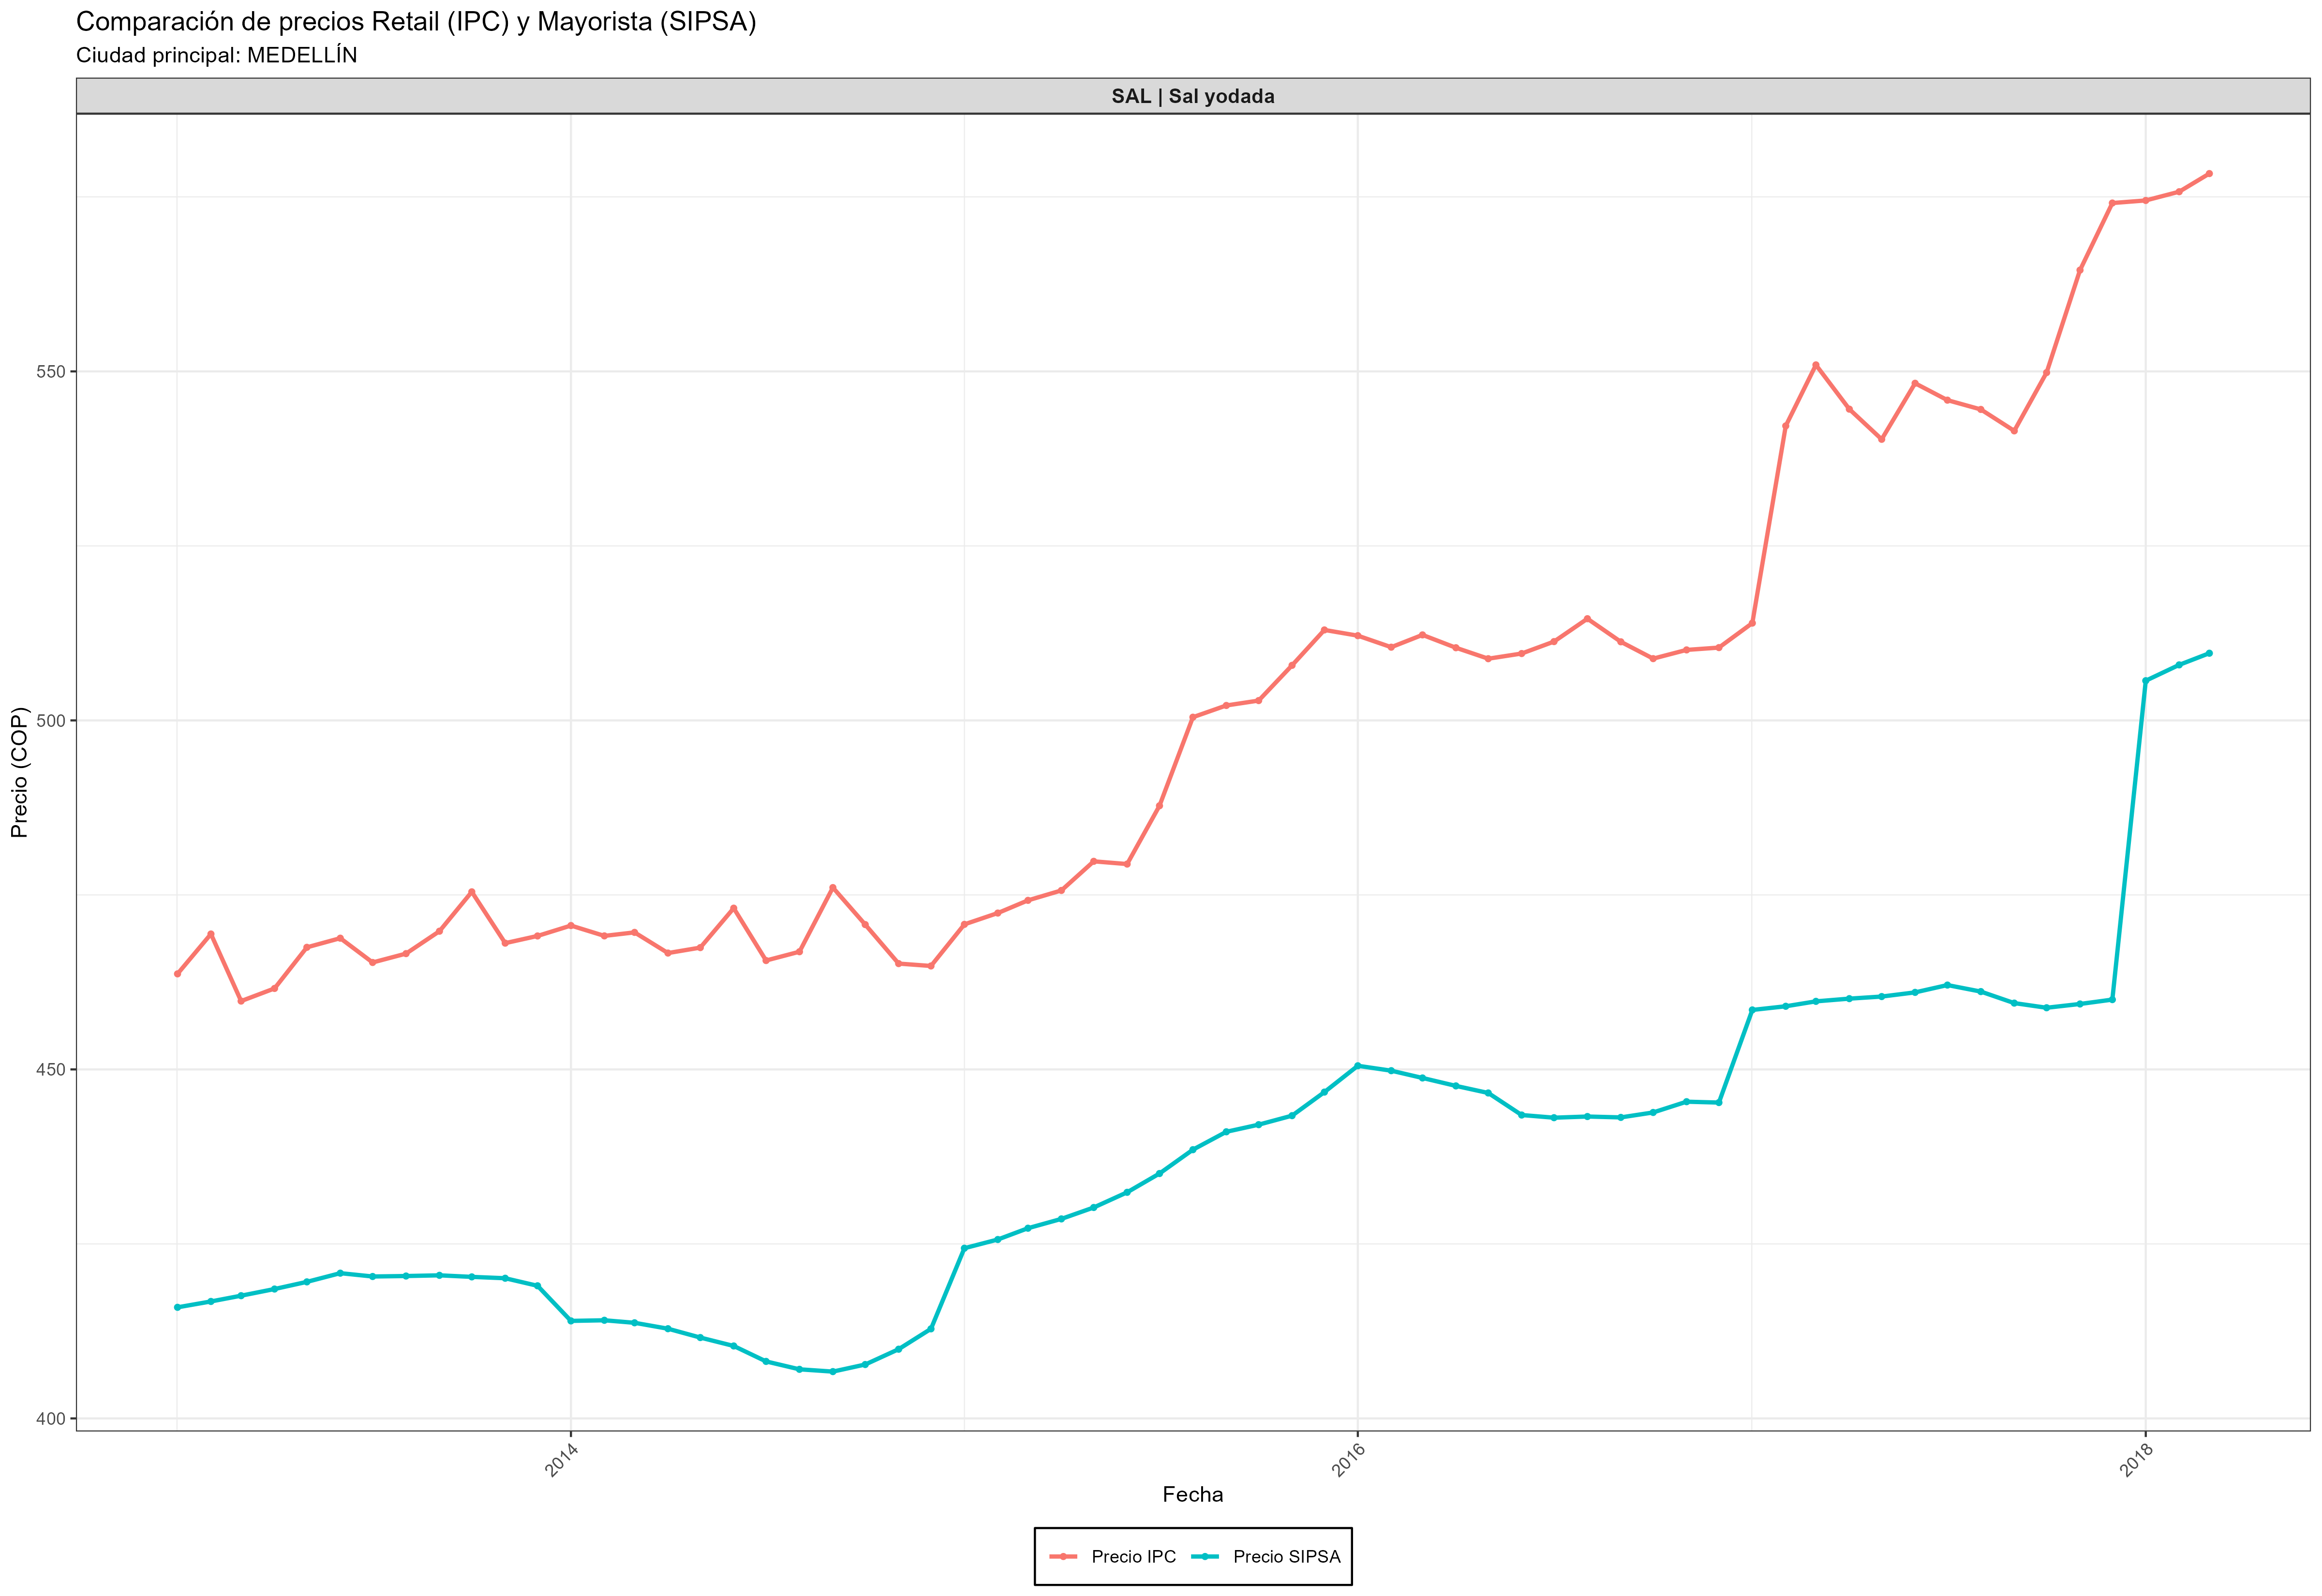 Comparación de precios Retail (IPC) y Mayorista (SIPSA)
Ciudad principal: MEDELLÍN
SAL | Sal yodada
Precio (COP)
550
500
450
400
2014
2016
2018
Fecha
Precio IPC
Precio SIPSA